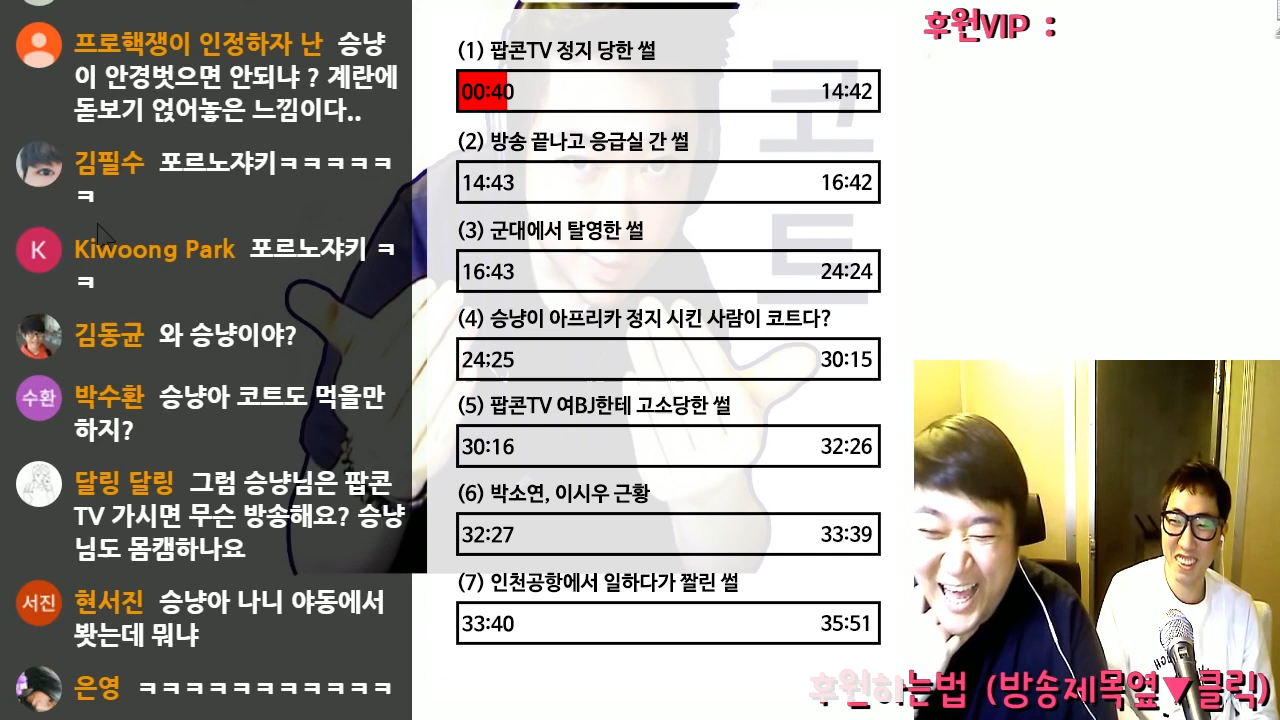 프로핵쟁이 인정하자 난 승냥
이 안경벗으면 안되냐 ? 계란에
돋보기 얹어놓은 느낌이다..
김필수 포르노쟈키ㅋㅋㅋㅋㅋ
ㅋ
K
Kiwoong Park 포르노쟈키 ㅋ
ㅋ
김동균 와 승냥이야?
수환
박수환 승냥아 코트도 먹을만
하지?
달링 달링 그럼 승냥님은 팝콘
TV 가시면 무슨 방송해요? 승냥
님도 몸캠하나요
서진
현서진 승냥아 나니 야동에서
봣는데 뭐냐
은영 ㅋㅋㅋㅋㅋㅋㅋㅋㅋㅋㅋ
코트
(1) 팝콘TV 정지 당한 썰
00:40 14:42
(2) 방송 끝나고 응급실 간 썰
14:43 16:42
(3) 군대에서 탈영한 썰
16:43 24:24
(4) 승냥이 아프리카 정지 시킨 사람이 코트다?
24:25 30:15
(5) 팝콘TV 여BJ한테 고소당한 썰
30:16 32:26
(6) 박소연, 이시우 근황
32:27 33:39
(7) 인천공항에서 일하다가 짤린 썰
33:40 35:51
후원VIP :
후원하는법 (방송제목옆▼클릭)